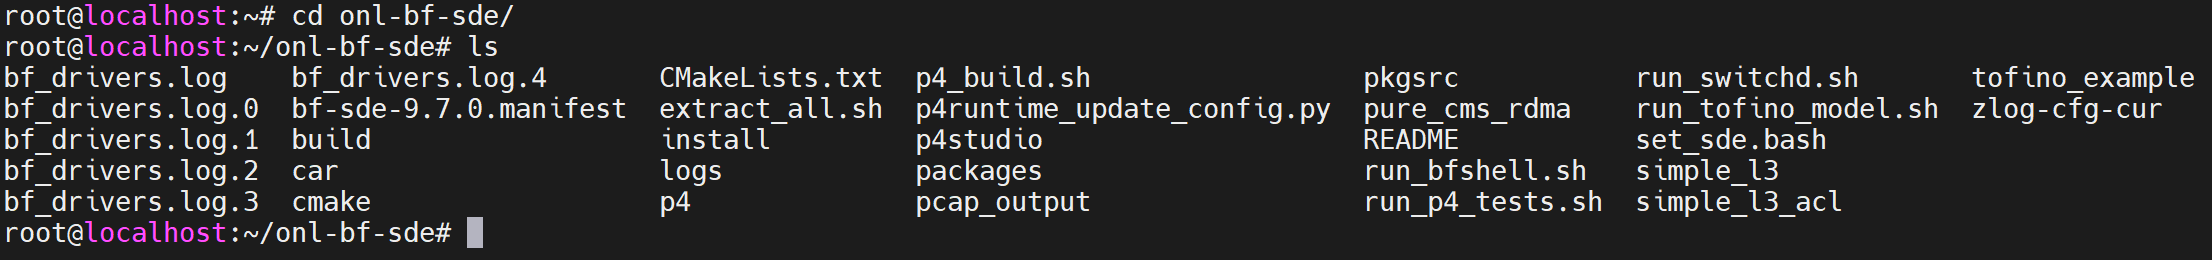 root@localhost:~# cd onl-bf-sde/
root@localhost:~/onl-bf-sde# ls
bf_drivers.log    bf_drivers.log.4       CMakeLists.txt  p4_build.sh                pkgsrc           run_switchd.sh       tofino_example
bf_drivers.log.0  bf-sde-9.7.0.manifest  extract_all.sh  p4runtime_update_config.py  pure_cms_rdma    run_tofino_model.sh  zlog-cfg-cur
bf_drivers.log.1  build                  install         p4studio                   README           set_sde.bash
bf_drivers.log.2  car                    logs            packages                   run_bfshell.sh   simple_l3
bf_drivers.log.3  cmake                  p4              pcap_output                run_p4_tests.sh  simple_l3_acl
root@localhost:~/onl-bf-sde#